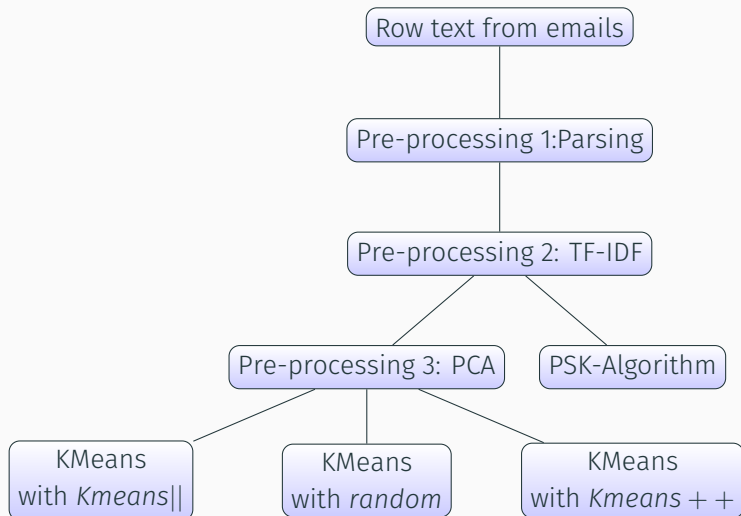 Row text from emails
Pre-processing 1:Parsing
Pre-processing 2: TF-IDF
Pre-processing 3: PCA
PSK-Algorithm
KMeans
with Kmeans||
KMeans
with random
KMeans
with Kmeans + +